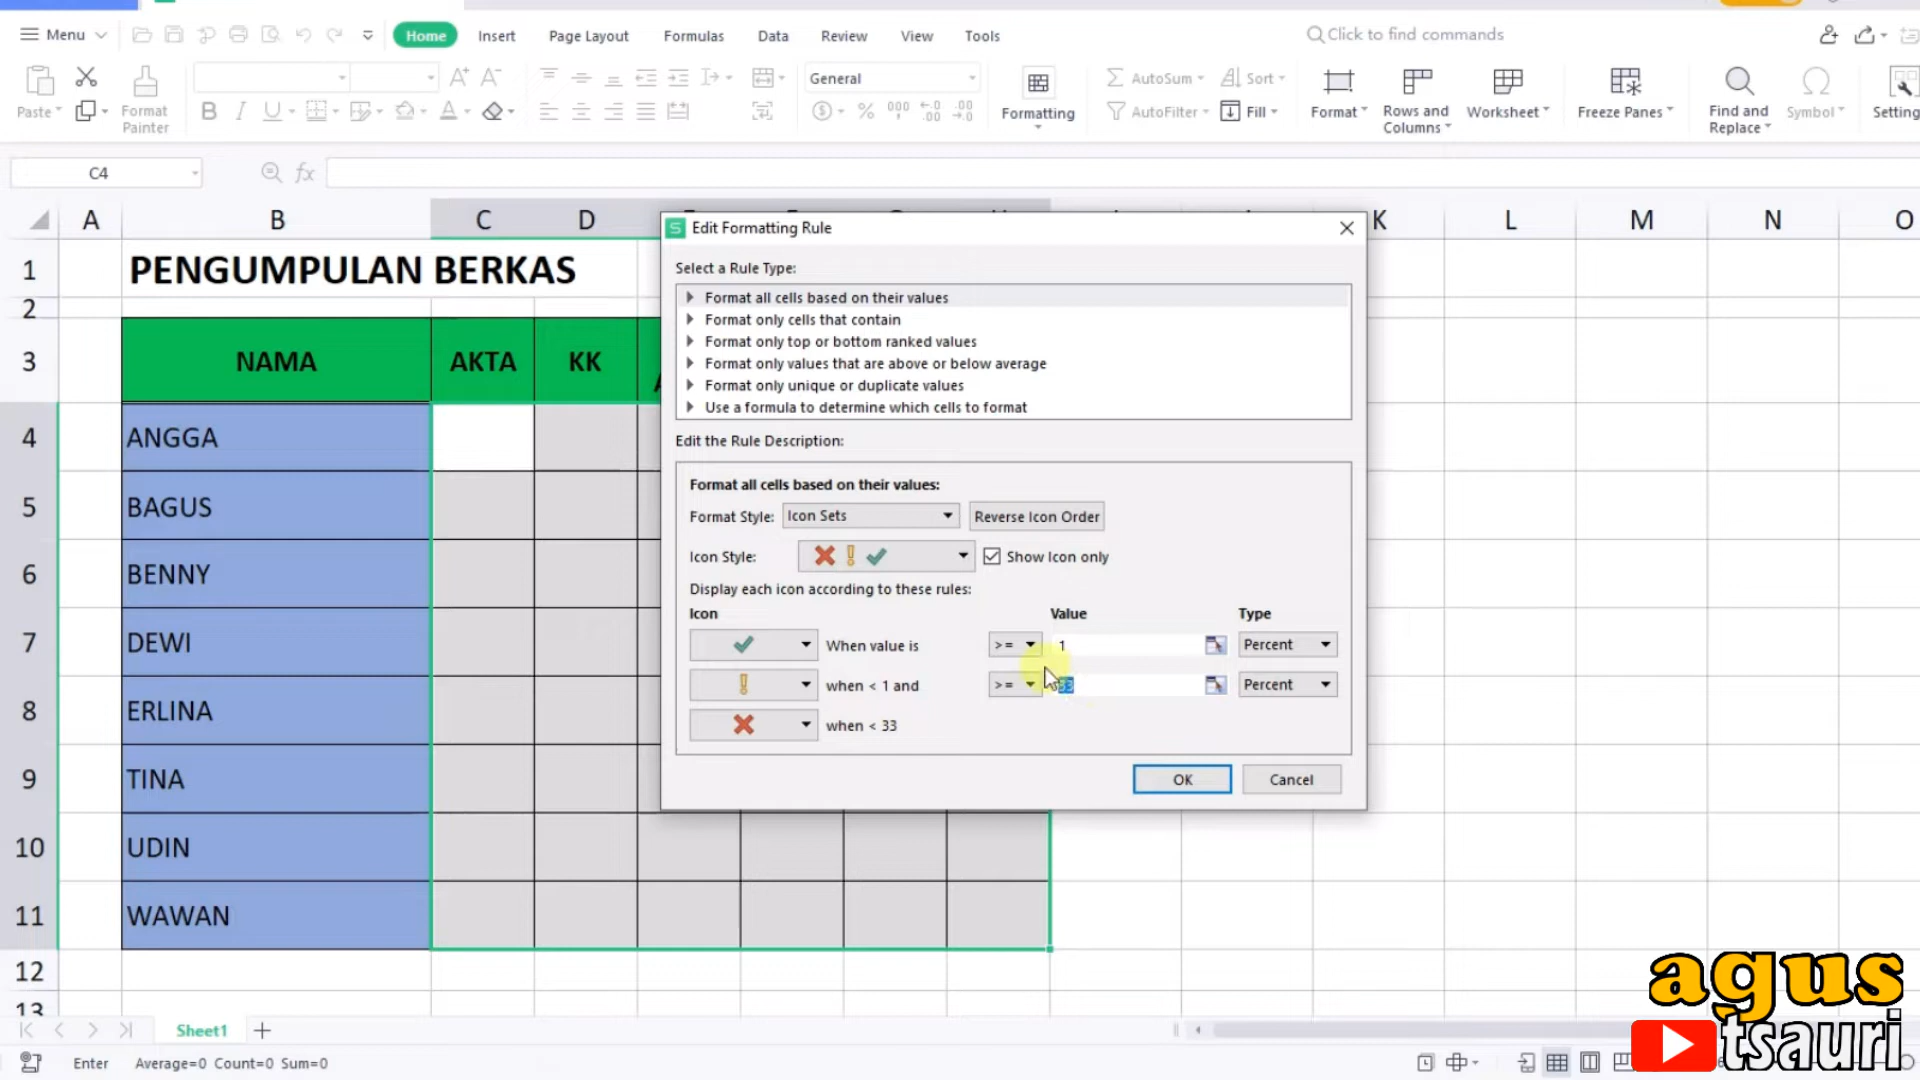 Menu
Home
Insert
Page Layout
Formulas
Data
Review
View
Tools
Click to find commands
Paste
Format
Painter
A+ A-
B I U A
General
%
000
←.0
.00
.00
→.0
Formatting
AutoSum
AutoFilter
Sort
Fill
Format
Rows and
Columns
Worksheet
Freeze Panes
Find and
Replace
Symbol
Setting
C4
fx
A B C D K L M N O
1 PENGUMPULAN BERKAS
2
3 NAMA AKTA KK
4 ANGGA
5 BAGUS
6 BENNY
7 DEWI
8 ERLINA
9 TINA
10 UDIN
11 WAWAN
12
13
S Edit Formatting Rule
Select a Rule Type:
Format all cells based on their values
Format only cells that contain
Format only top or bottom ranked values
Format only values that are above or below average
Format only unique or duplicate values
Use a formula to determine which cells to format
Edit the Rule Description:
Format all cells based on their values:
Format Style: Icon Sets Reverse Icon Order
Icon Style: Show Icon only
Display each icon according to these rules:
Icon Value Type
When value is >= 1 Percent
when < 1 and >= 33 Percent
when < 33
OK Cancel
Sheet1
Enter Average=0 Count=0 Sum=0
agus
tsauri